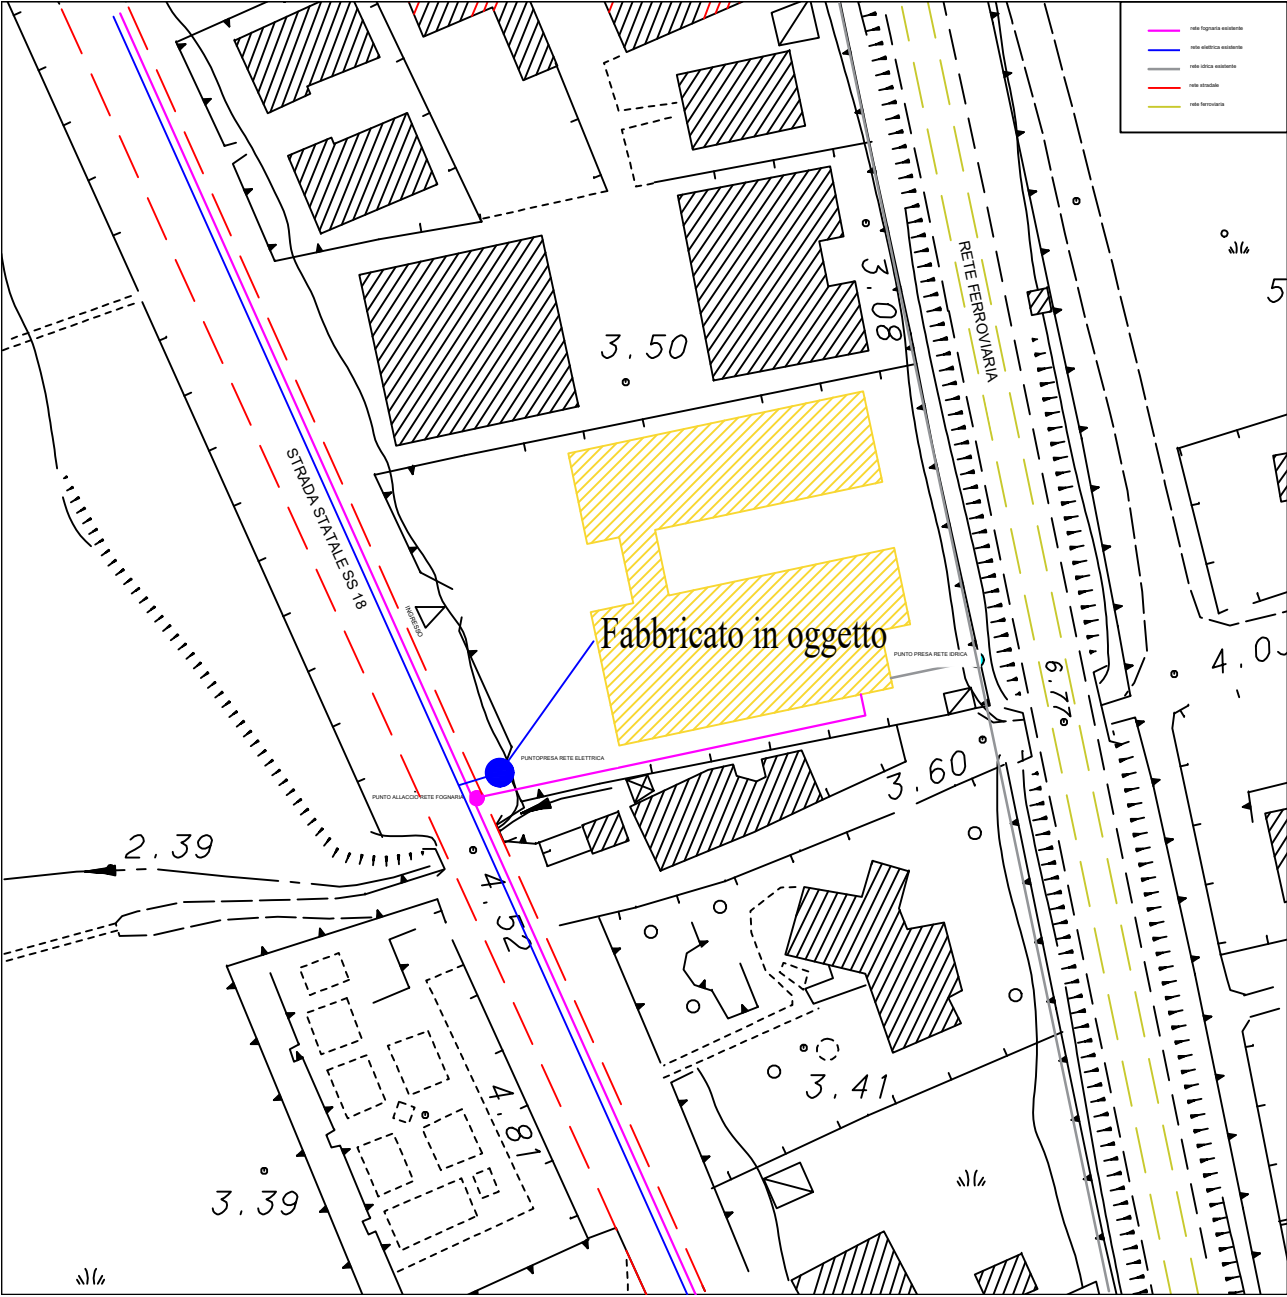 rete fognaria esistente
rete elettrica esistente
rete idrica esistente
rete stradale
rete ferroviaria
RETE FERROVIARIA
3.08
3.50
5
STRADA STATALE SS 18
INGRESSO
Fabbricato in oggetto
PUNTO PRESA RETE IDRICA
6.77
4.03
PUNTOPRESA RETE ELETTRICA
PUNTO ALLACCIO RETE FOGNARIA
3.60
2.39
4.52
3.41
4.81
3.39